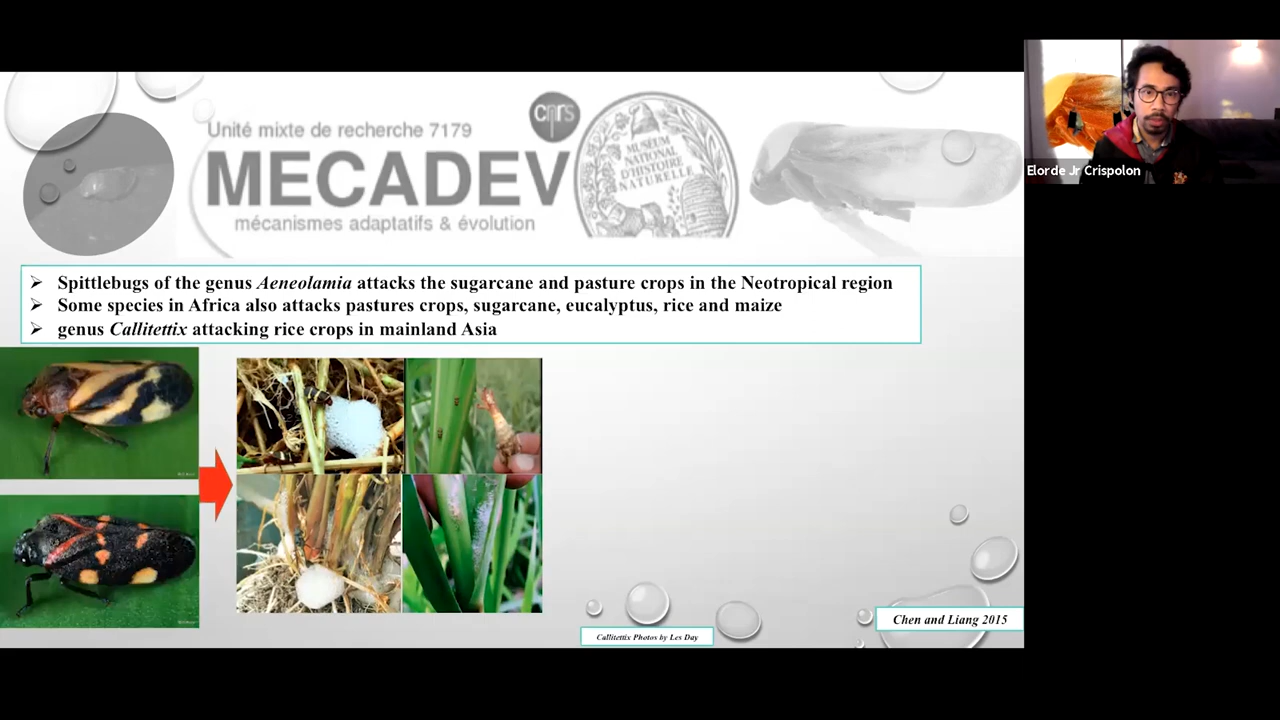 Unité mixte de recherche 7179
cnrs
MECADEV
mécanismes adaptatifs & évolution
MUSEUM
NATIONAL
D'HISTOIRE
NATURELLE
Elorde Jr Crispolon
Spittlebugs of the genus Aeneolamia attacks the sugarcane and pasture crops in the Neotropical region
Some species in Africa also attacks pastures crops, sugarcane, eucalyptus, rice and maize
genus Callitettix attacking rice crops in mainland Asia
Callitettix Photos by Les Day
Chen and Liang 2015